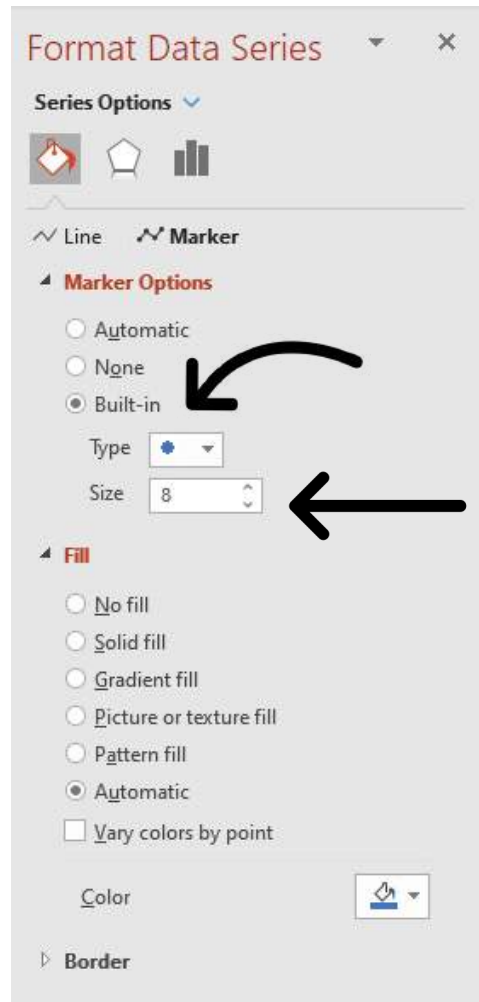 Format Data Series
Series Options
Line Marker
Marker Options
Automatic
None
Built-in
Type
Size 8
Fill
No fill
Solid fill
Gradient fill
Picture or texture fill
Pattern fill
Automatic
Vary colors by point
Color
Border